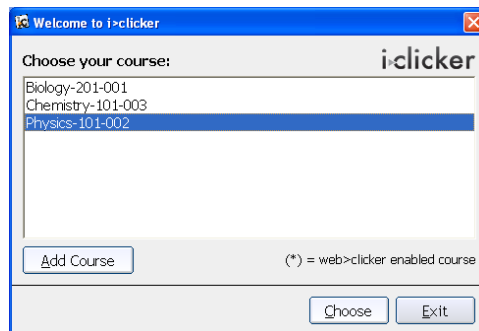 Welcome to i>clicker
Choose your course:
i>clicker
Biology-201-001
Chemistry-101-003
Physics-101-002
Add Course
(*) = web>clicker enabled course
Choose
Exit